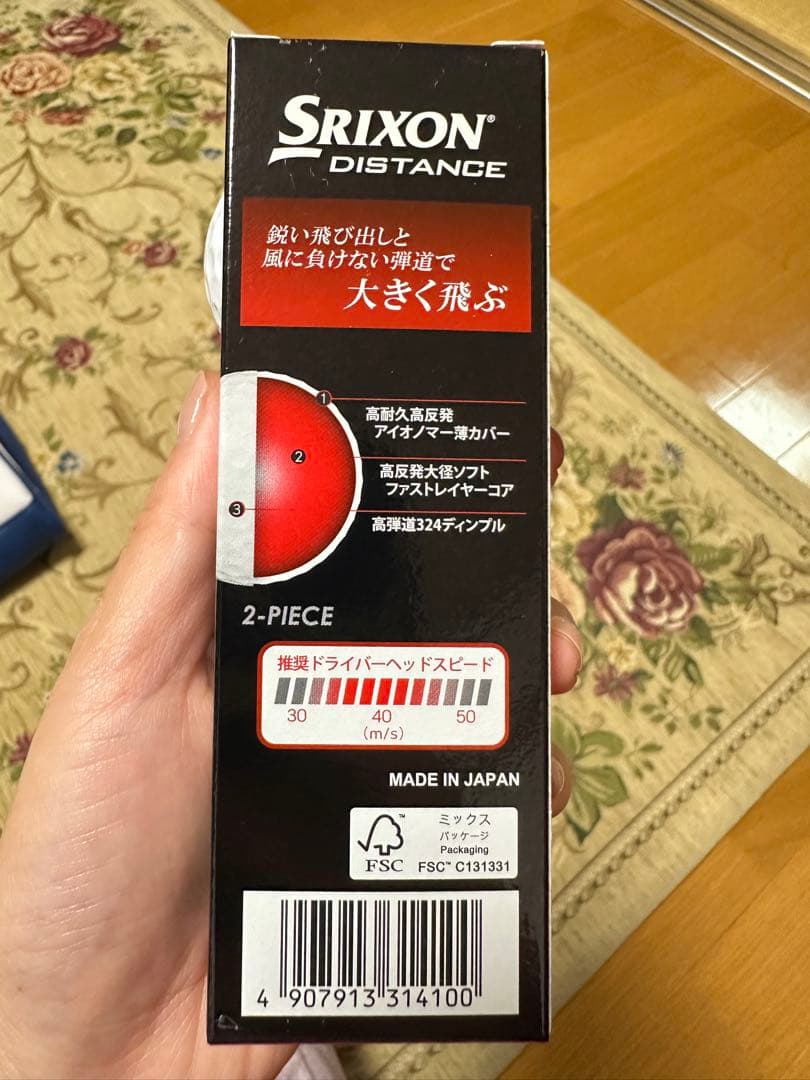 SRIXON®
DISTANCE
鋭い飛び出しと
風に負けない弾道で
大きく飛ぶ
1
高耐久高反発
アイオノマー薄カバー
2
高反発大径ソフト
ファストレイヤーコア
3
高弾道324ディンプル
2-PIECE
推奨ドライバーヘッドスピード
30 40 50
(m/s)
MADE IN JAPAN
FSC™
ミックス
パッケージ
Packaging
FSC™ C131331
4 907913 314100